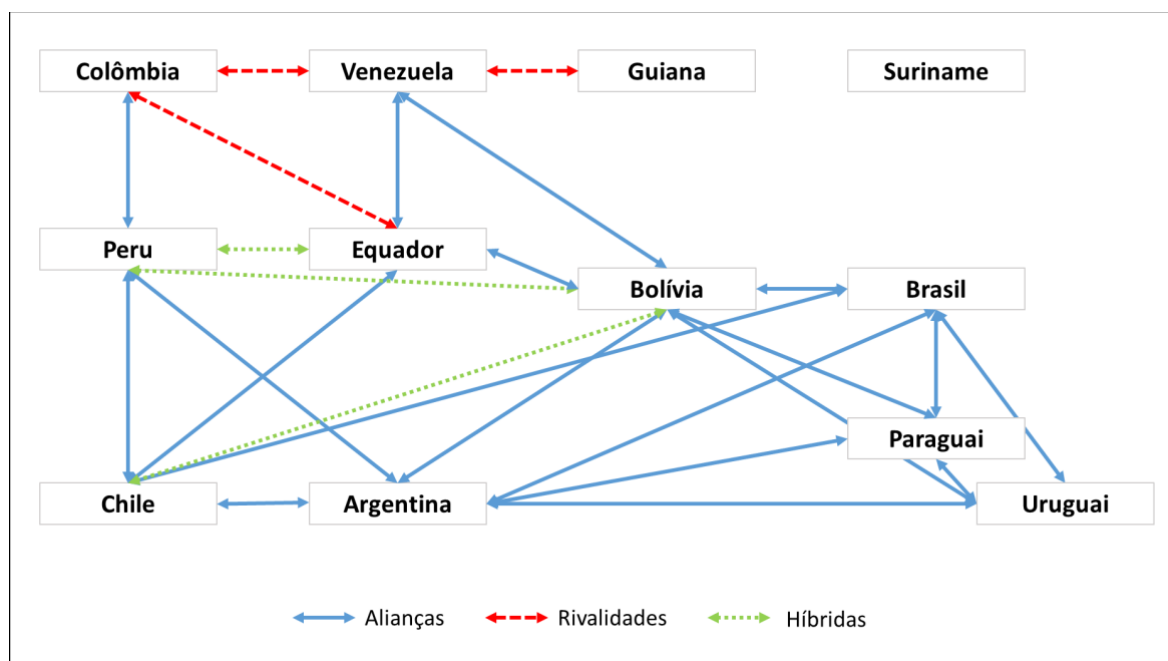 Colômbia
Venezuela
Guiana
Suriname
Peru
Equador
Bolívia
Brasil
Paraguai
Chile
Argentina
Uruguai
Alianças
Rivalidades
Híbridas